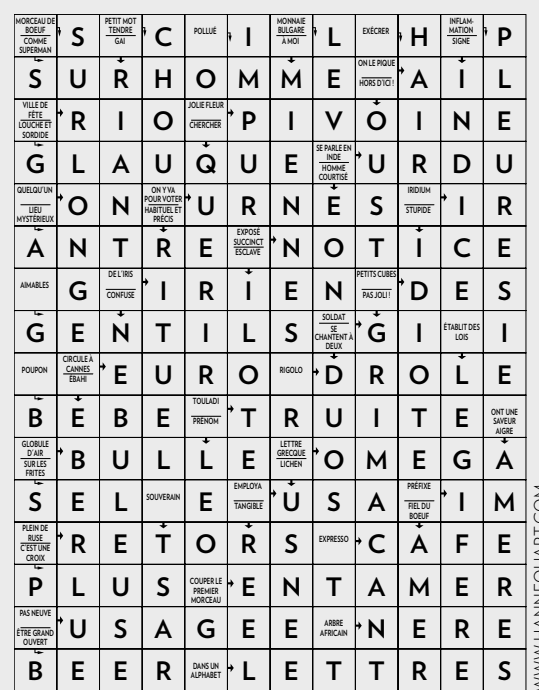 MORCEAU DE
BOEUF
COMME
SUPERMAN
S
PETIT MOT
TENDRE
GAI
C
POLLUÉ
I
MONNAIE
BULGARE
À MOI
L
EXÉCRER
H
INFLAM-
MATION
SIGNE
P
S U R H O M M E
ON LE PIQUE
HORS D'ICI !
A I L
VILLE DE
FÊTE
LOUCHE ET
SORDIDE
R I O
JOLIE FLEUR
CHERCHER
P I V O I N E
G L A U Q U E
SE PARLE EN
INDE
HOMME
COURTISÉ
U R D U
QUELQU'UN
LIEU
MYSTÉRIEUX
O N
ON Y VA
POUR VOTER
HABITUEL ET
PRÉCIS
U R N E S
IRIDIUM
STUPIDE
I R
A N T R E
EXPOSÉ
SUCCINCT
ESCLAVE
N O T I C E
AIMABLES
G
DE L'IRIS
CONFUSE
I R I E N
PETITS CUBES
PAS JOLI !
D E S
G E N T I L S
SOLDAT
SE
CHANTENT À
DEUX
G I
ÉTABLIT DES
LOIS
I
POUPON
CIRCULE À
CANNES
ÉBAHI
E U R O
RIGOLO
D R O L E
B E B E
TOULADI
PRÉNOM
T R U I T E
ONT UNE
SAVEUR
AIGRE
GLOBULE
D'AIR
SUR LES
FRITES
B U L L E
LETTRE
GRECQUE
LICHEN
O M E G A
S E L
SOUVERAIN
E
EMPLOYA
TANGIBLE
U S A
PRÉFIXE
FIEL DU
BOEUF
I M
PLEIN DE
RUSE
C'EST UNE
CROIX
R E T O R S
EXPRESSO
C A F E
P L U S
COUPER LE
PREMIER
MORCEAU
E N T A M E R
PAS NEUVE
ÊTRE GRAND
OUVERT
U S A G E E
ARBRE
AFRICAIN
N E R E
B E E R
DANS UN
ALPHABET
L E T T R E S
WWW.HANNEQUART.COM